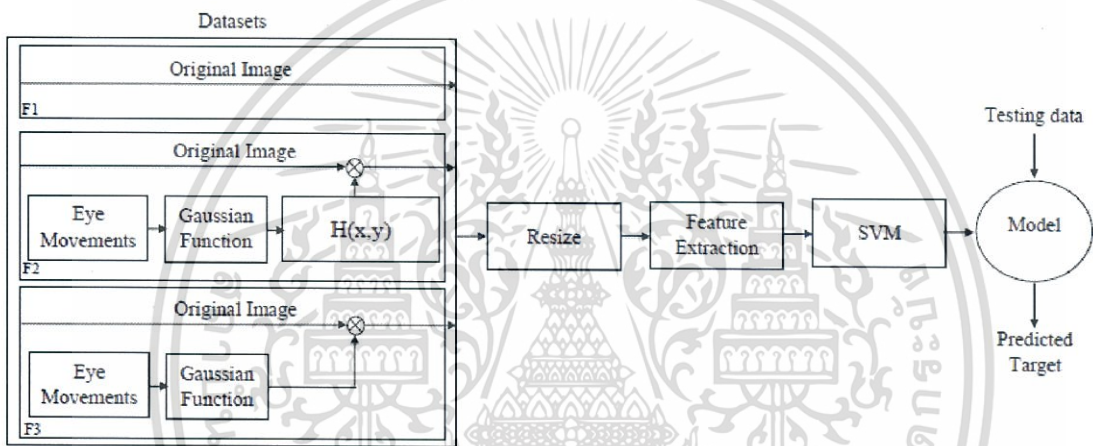 Datasets
Original Image
F1
Original Image
Eye
Movements
Gaussian
Function
H(x,y)
F2
Original Image
Eye
Movements
Gaussian
Function
F3
Resize
Feature
Extraction
SVM
Testing data
Model
Predicted
Target